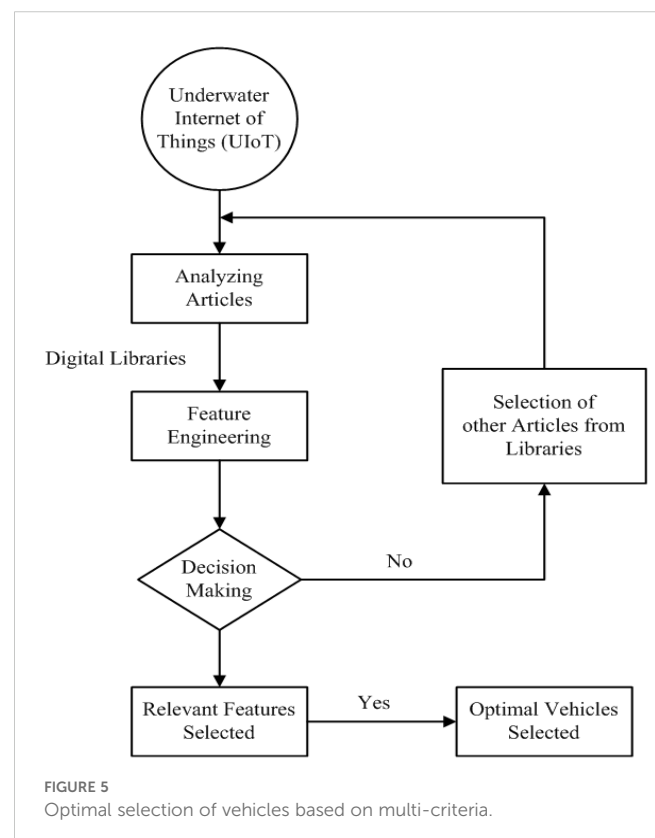 Underwater
Internet of
Things (UIoT)
Analyzing
Articles
Digital Libraries
Feature
Engineering
Selection of
other Articles from
Libraries
Decision
Making
No
Relevant Features
Selected
Yes
Optimal Vehicles
Selected
FIGURE 5
Optimal selection of vehicles based on multi-criteria.